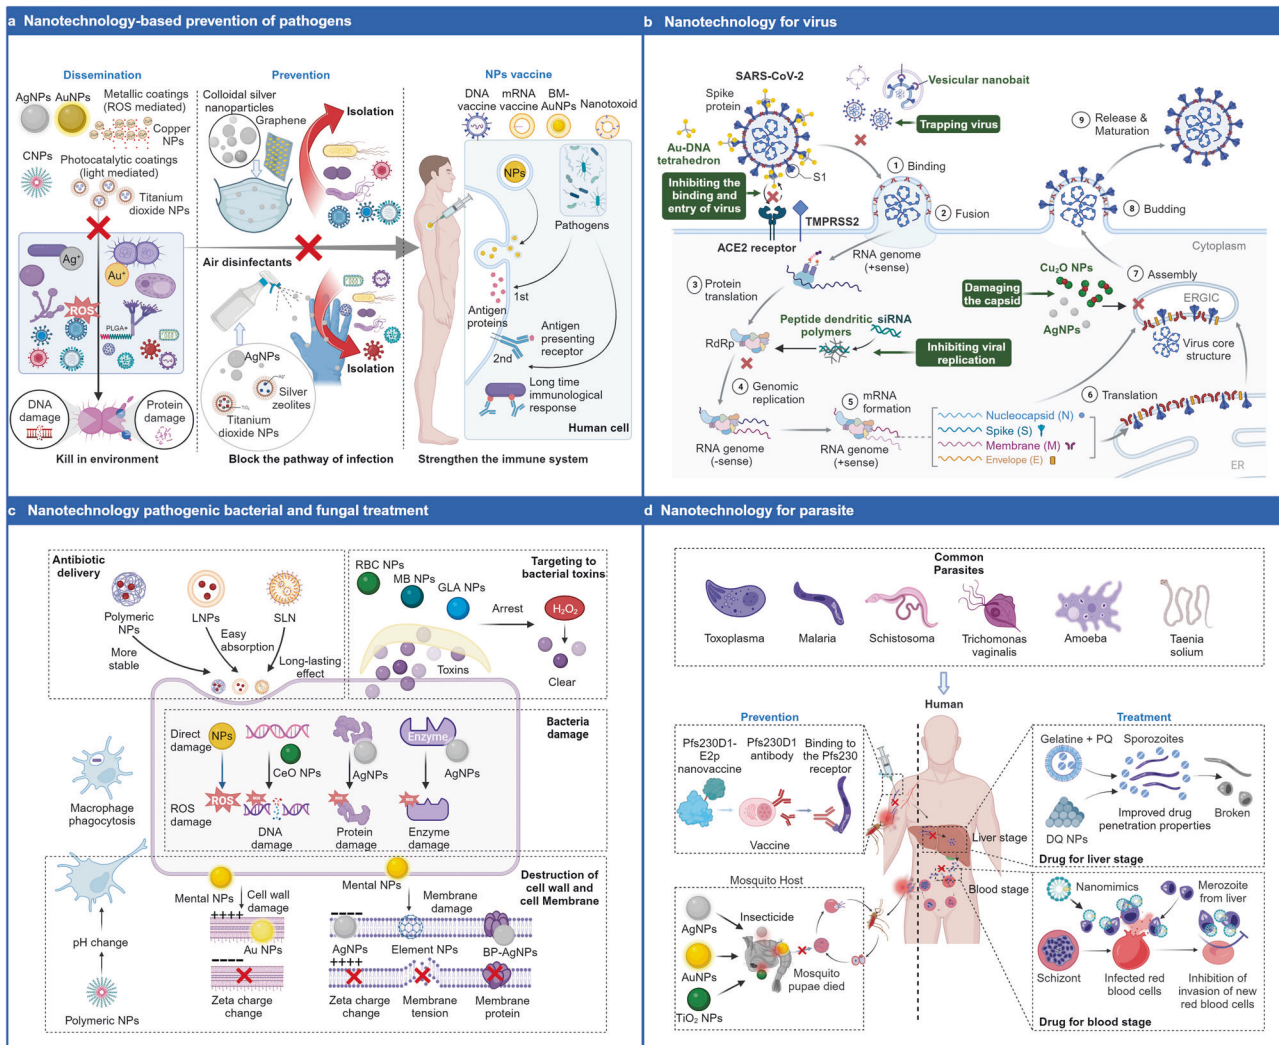 a Nanotechnology-based prevention of pathogens
Dissemination
AgNPs
AuNPs
Metallic coatings
(ROS mediated)
Copper
NPs
CNPs
Photocatalytic coatings
(light mediated)
Titanium
dioxide NPs
Ag⁺
Au⁺
ROS
PLGA+
DNA
damage
Protein
damage
Kill in environment
Prevention
Colloidal silver
nanoparticles
Graphene
Isolation
Air disinfectants
AgNPs
Ag⁺
Silver
zeolites
TiO₂
Titanium
dioxide NPs
Isolation
Block the pathway of infection
NPs vaccine
DNA
vaccine
mRNA
vaccine
BM-
AuNPs
Nanotoxoid
NPs
Pathogens
1st
Antigen
proteins
2nd
Antigen
presenting
receptor
Long time
immunological
response
Human cell
Strengthen the immune system
b Nanotechnology for virus
SARS-CoV-2
Spike
protein
Au-DNA
tetrahedron
Inhibiting the
binding and
entry of virus
S1
ACE2 receptor
TMPRSS2
Vesicular nanobait
Trapping virus
1 Binding
2 Fusion
RNA genome
(+sense)
3 Protein
translation
RdRp
Peptide dendritic
polymers
siRNA
Inhibiting viral
replication
4 Genomic
replication
RNA genome
(-sense)
5 mRNA
formation
RNA genome
(+sense)
Nucleocapsid (N)
Spike (S)
Membrane (M)
Envelope (E)
6 Translation
ER
7 Assembly
ERGIC
Virus core
structure
Cu₂O NPs
Damaging
the capsid
AgNPs
Cytoplasm
8 Budding
9 Release &
Maturation
c Nanotechnology pathogenic bacterial and fungal treatment
Antibiotic
delivery
Polymeric
NPs
LNPs
SLN
More
stable
Easy
absorption
Long-lasting
effect
Targeting to
bacterial toxins
RBC NPs
MB NPs
GLA NPs
Arrest
H₂O₂
Toxins
Clear
Bacteria
damage
Direct
damage
NPs
CeO NPs
AgNPs
Enzyme
AgNPs
ROS
damage
ROS
DNA
damage
Protein
damage
Enzyme
damage
Macrophage
phagocytosis
pH change
Polymeric NPs
Destruction of
cell wall and
cell Membrane
Mental NPs
Cell wall
damage
++++
Au NPs
Zeta charge
change
Mental NPs
Membrane
damage
AgNPs
Element NPs
BP-AgNPs
++++
Zeta charge
change
Membrane
tension
Membrane
protein
d Nanotechnology for parasite
Common
Parasites
Toxoplasma
Malaria
Schistosoma
Trichomonas
vaginalis
Amoeba
Taenia
solium
Human
Prevention
Pfs230D1-
E2p
nanovaccine
Pfs230D1
antibody
Binding to
the Pfs230
receptor
Vaccine
Mosquito Host
AgNPs
Insecticide
AuNPs
TiO₂ NPs
Mosquito
pupae died
Liver stage
Blood stage
Treatment
Gelatine + PQ
Sporozoites
DQ NPs
Improved drug
penetration properties
Broken
Drug for liver stage
Nanomimics
Merozoite
from liver
Schizont
Infected red
blood cells
Inhibition of
invasion of new
red blood cells
Drug for blood stage